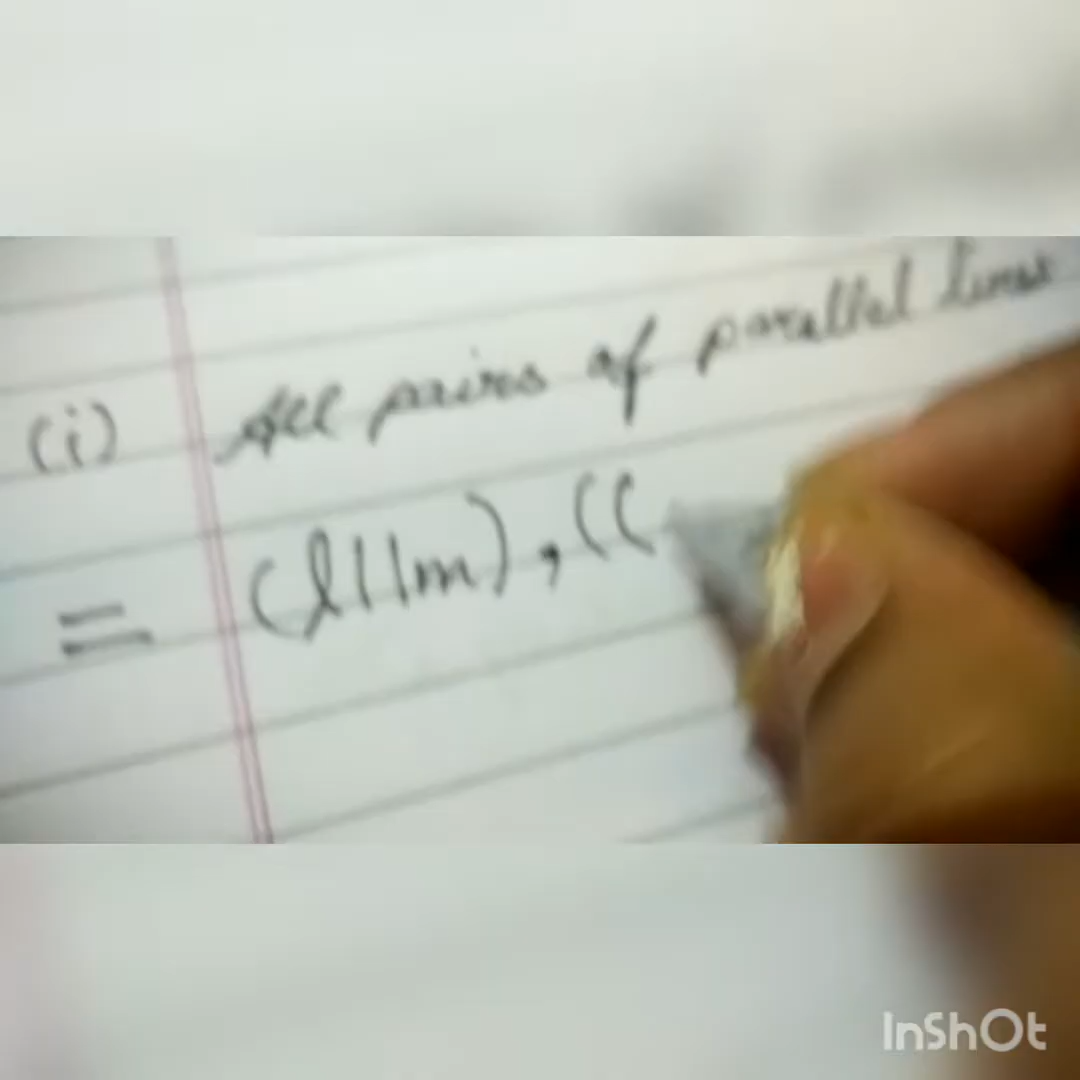 (i) All pairs of parallel lines
= (l||m), ((
InShOt